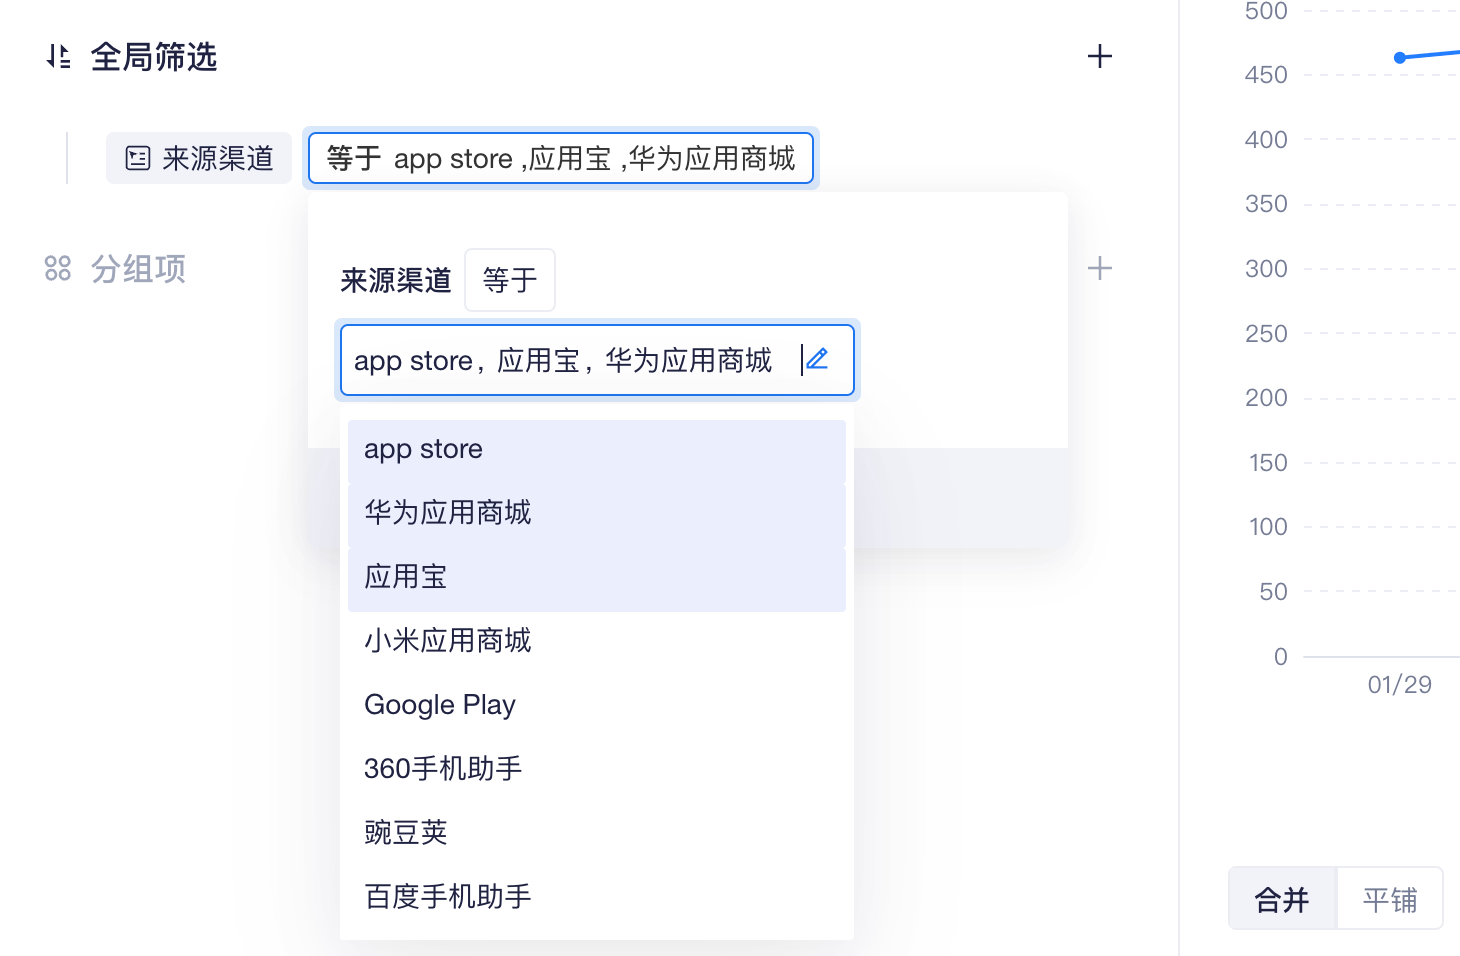 全局筛选
来源渠道
等于 app store ,应用宝 ,华为应用商城
分组项
来源渠道 等于
app store，应用宝，华为应用商城
app store
华为应用商城
应用宝
小米应用商城
Google Play
360手机助手
豌豆荚
百度手机助手
500
450
400
350
300
250
200
150
100
50
0
01/29
合并
平铺